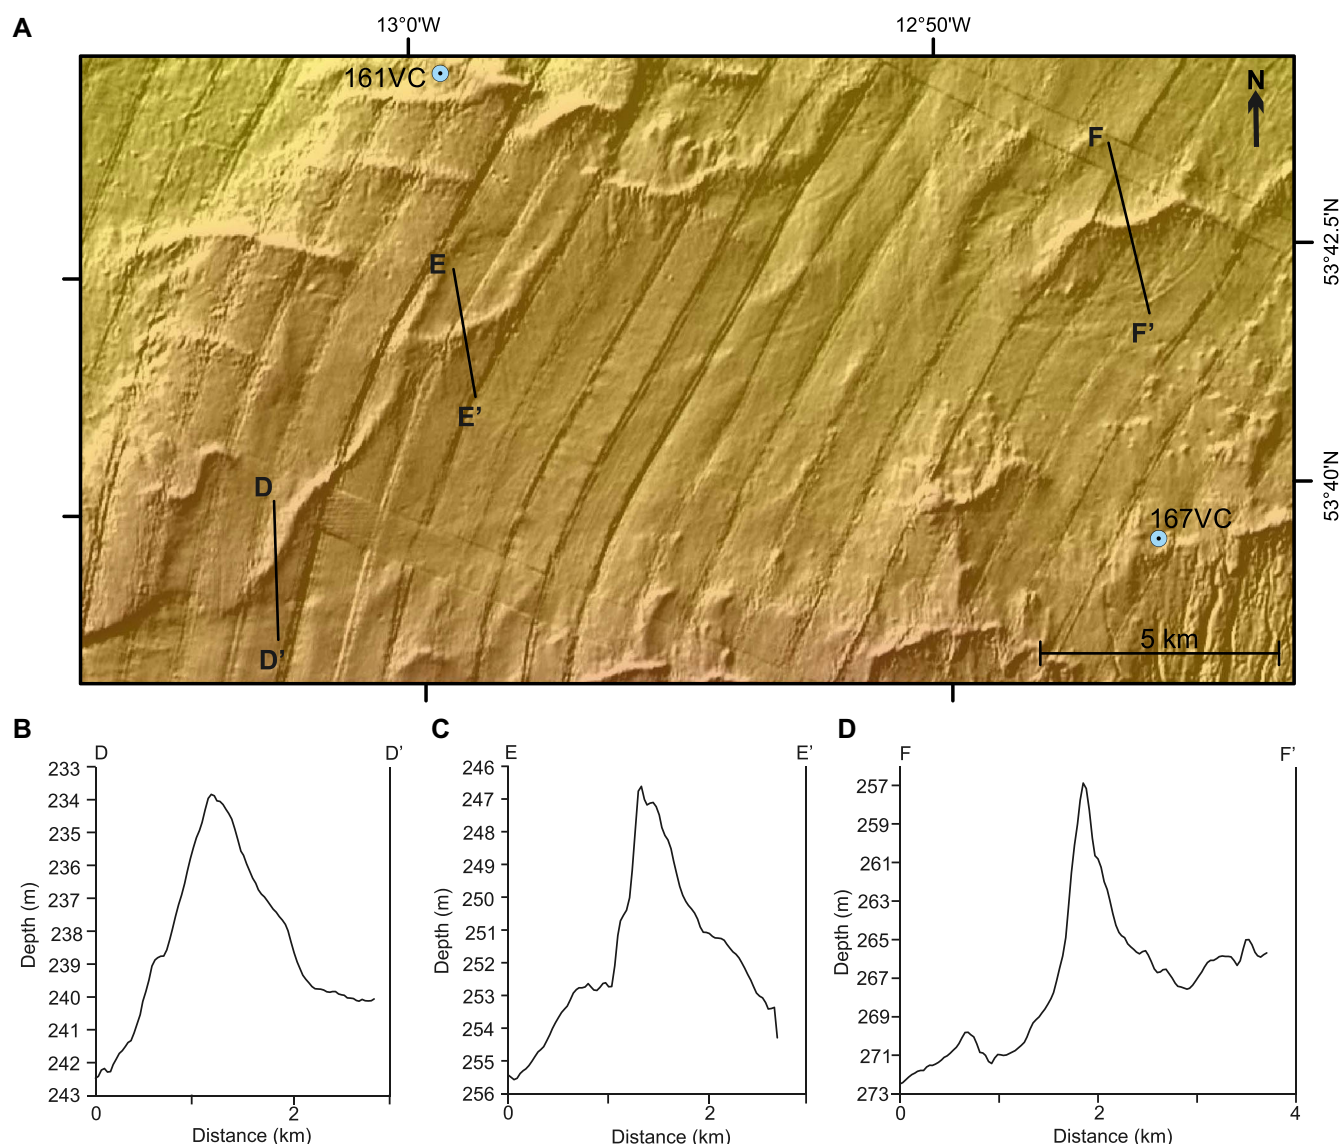 A
13°0'W
12°50'W
161VC
N
F
53°42.5'N
E
F’
E’
53°40'N
D
167VC
5 km
D’
B
C
D
D
D’
E
E’
F
F’
Depth (m)
233
234
235
236
237
238
239
240
241
242
243
0
2
Distance (km)
Depth (m)
246
247
248
249
250
251
252
253
254
255
256
0
2
Distance (km)
Depth (m)
257
259
261
263
265
267
269
271
273
0
2
4
Distance (km)